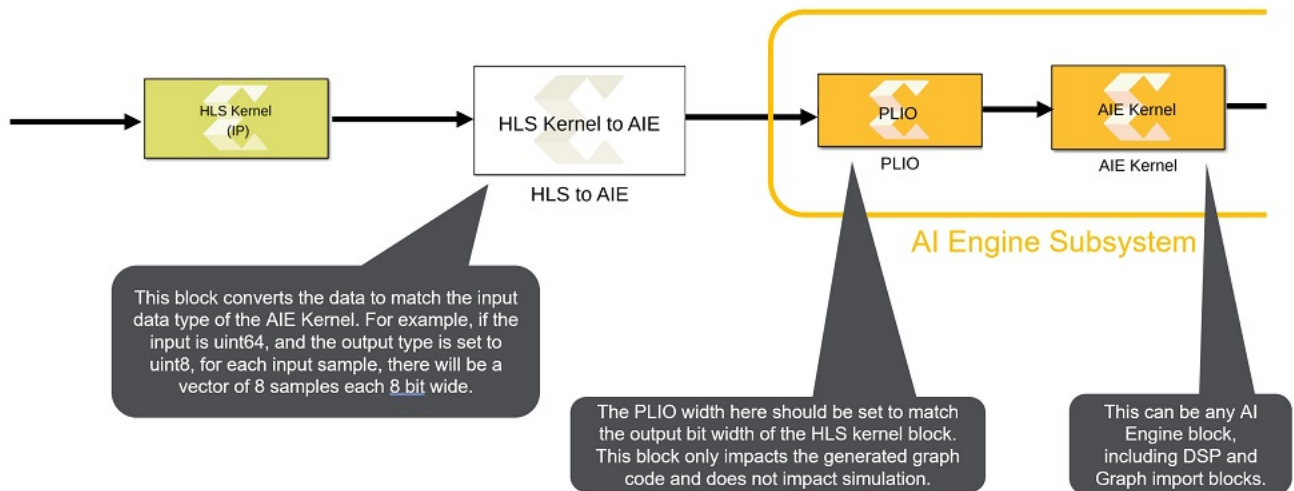 HLS Kernel
(IP)
HLS Kernel to AIE
HLS to AIE
PLIO
PLIO
AIE Kernel
AIE Kernel
AI Engine Subsystem
This block converts the data to match the input
data type of the AIE Kernel. For example, if the
input is uint64, and the output type is set to
uint8, for each input sample, there will be a
vector of 8 samples each 8 bit wide.
The PLIO width here should be set to match
the output bit width of the HLS kernel block.
This block only impacts the generated graph
code and does not impact simulation.
This can be any AI
Engine block,
including DSP and
Graph import blocks.